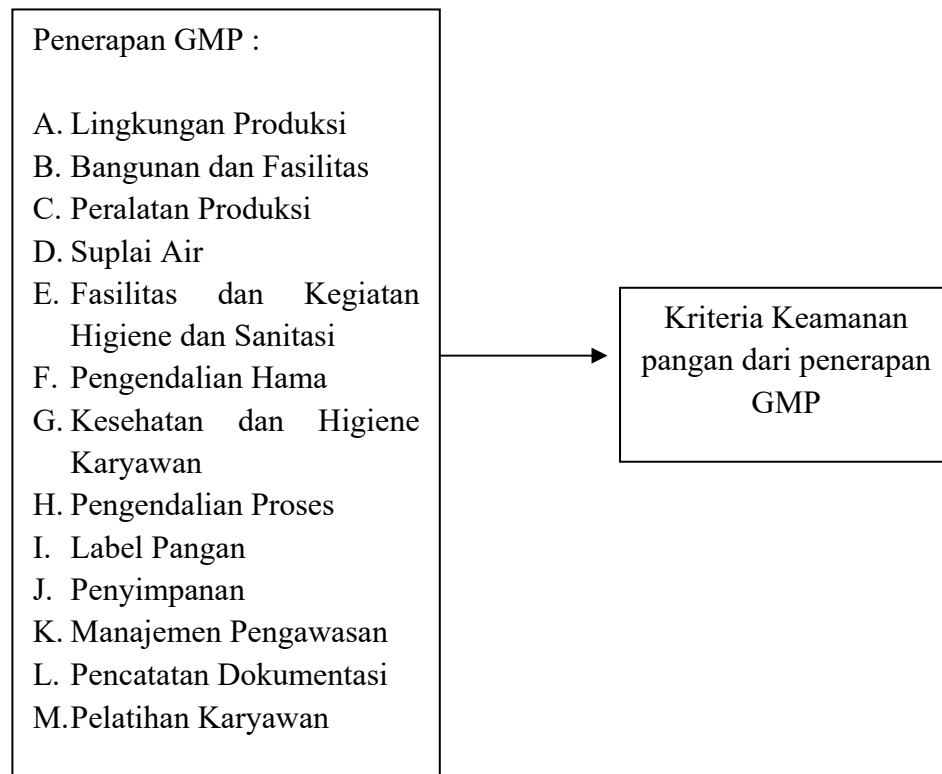 Penerapan GMP :
A. Lingkungan Produksi
B. Bangunan dan Fasilitas
C. Peralatan Produksi
D. Suplai Air
E. Fasilitas dan Kegiatan
Higiene dan Sanitasi
F. Pengendalian Hama
G. Kesehatan dan Higiene
Karyawan
H. Pengendalian Proses
I. Label Pangan
J. Penyimpanan
K. Manajemen Pengawasan
L. Pencatatan Dokumentasi
M.Pelatihan Karyawan
Kriteria Keamanan
pangan dari penerapan
GMP